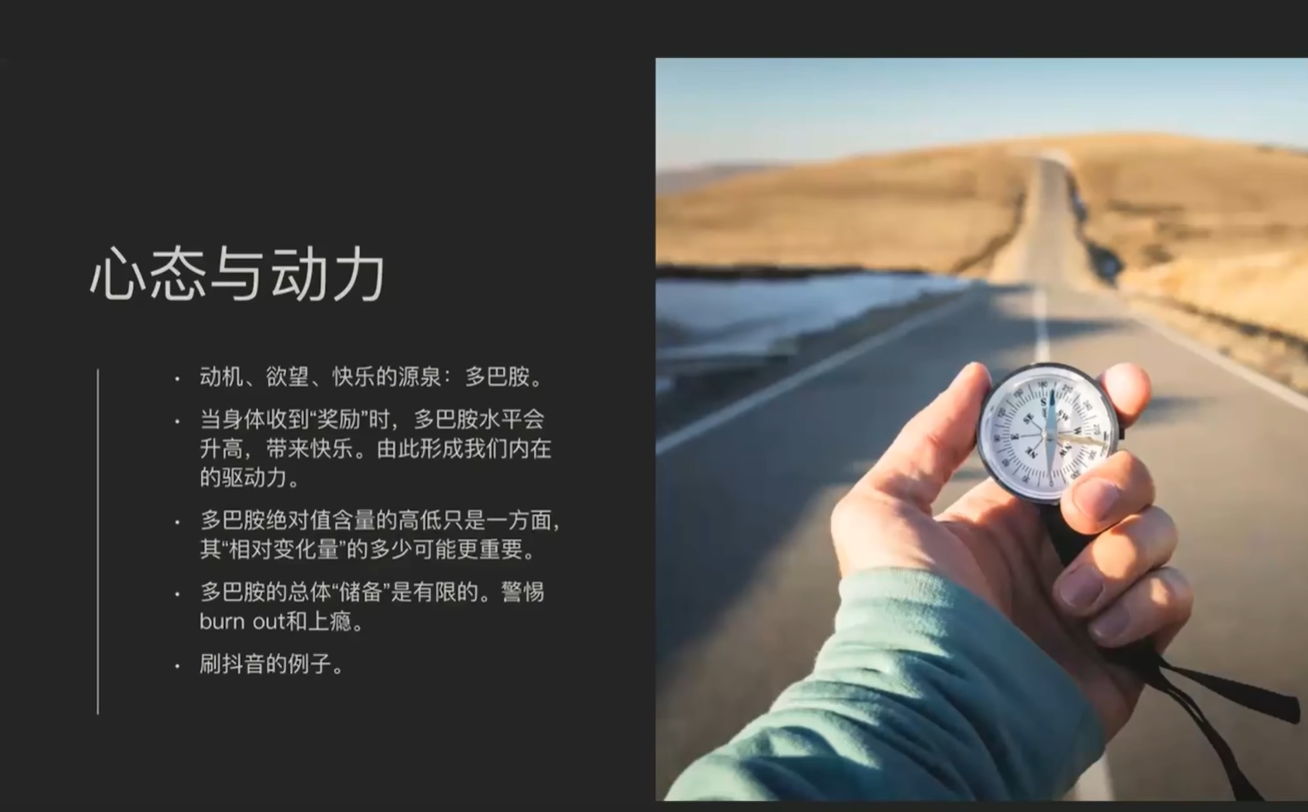 心态与动力
• 动机、欲望、快乐的源泉：多巴胺。
• 当身体收到“奖励”时，多巴胺水平会
升高，带来快乐。由此形成我们内在
的驱动力。
• 多巴胺绝对值含量的高低只是一方面，
其“相对变化量”的多少可能更重要。
• 多巴胺的总体“储备”是有限的。警惕
burn out和上瘾。
• 刷抖音的例子。